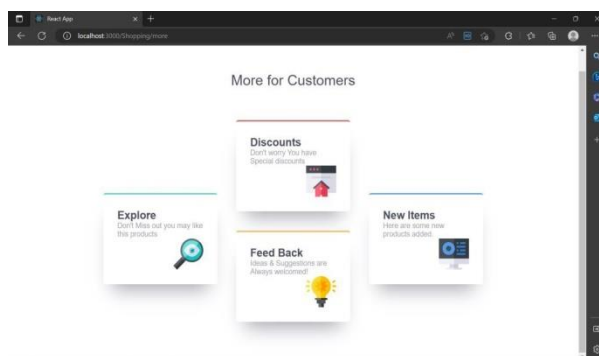 React App
localhost:3000/Shopping/more
More for Customers
Discounts
Don't worry You have
Special discounts
Explore
Don't Miss out you may like
this products
New Items
Here are some new
products added.
Feed Back
Ideas & Suggestions are
Always welcomed!